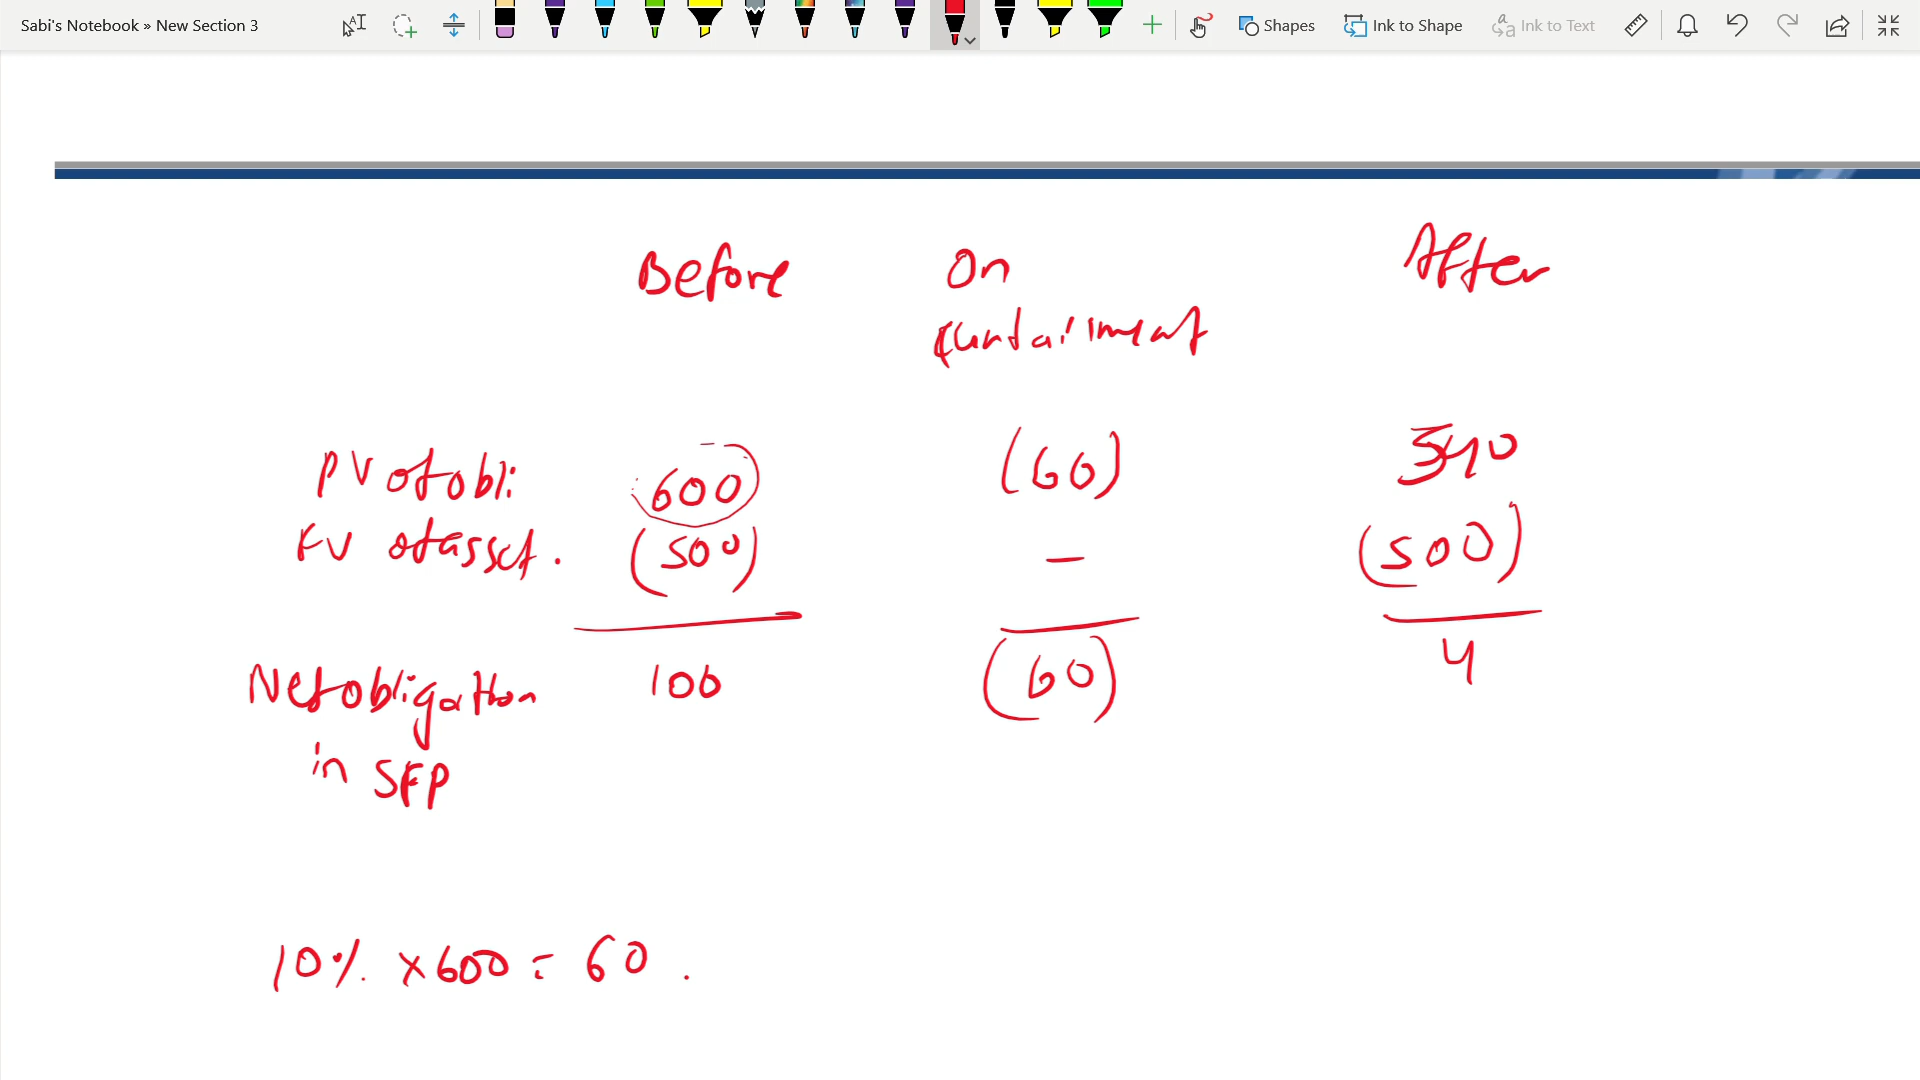 Sabi's Notebook » New Section 3
Shapes
Ink to Shape
Ink to Text
Before On After
curtailment
PV of obli 600 (60) 540
FV of asset. (500) - (500)
Net obligation 100 (60) 4
in SFP
10% x 600 = 60.